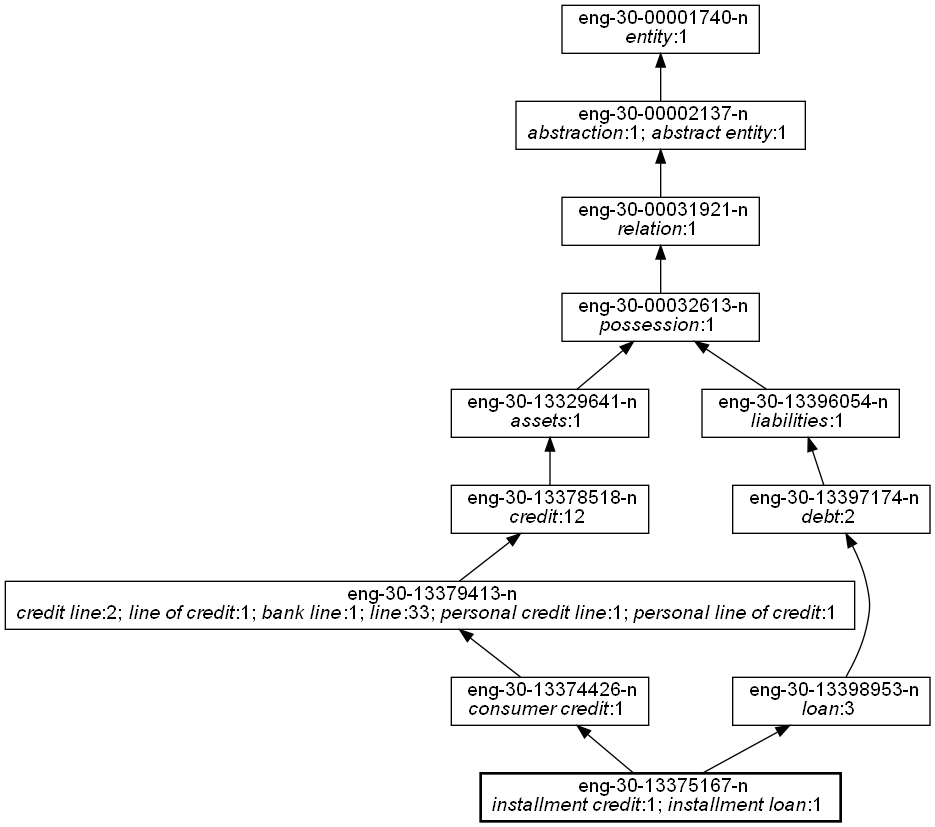 eng-30-00001740-n
entity:1
eng-30-00002137-n
abstraction:1; abstract entity:1
eng-30-00031921-n
relation:1
eng-30-00032613-n
possession:1
eng-30-13329641-n
assets:1
eng-30-13396054-n
liabilities:1
eng-30-13378518-n
credit:12
eng-30-13397174-n
debt:2
eng-30-13379413-n
credit line:2; line of credit:1; bank line:1; line:33; personal credit line:1; personal line of credit:1
eng-30-13374426-n
consumer credit:1
eng-30-13398953-n
loan:3
eng-30-13375167-n
installment credit:1; installment loan:1